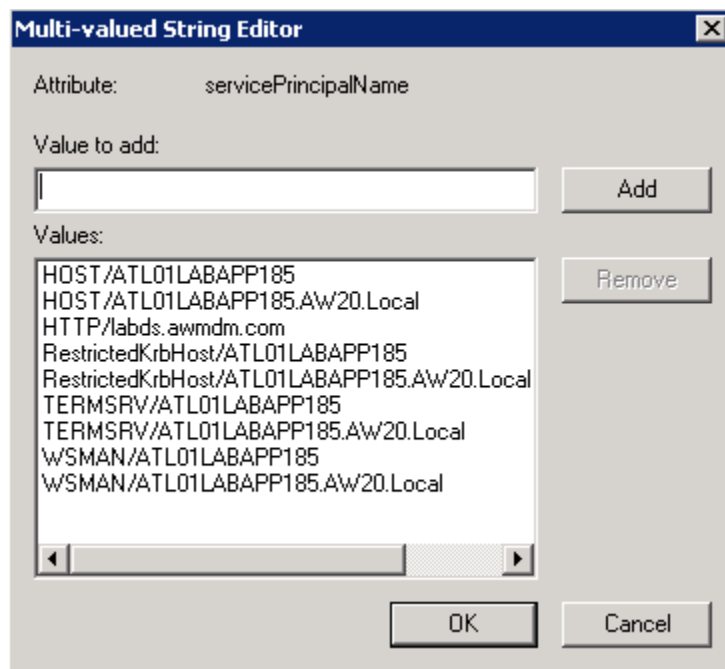 Multi-valued String Editor
Attribute: servicePrincipalName
Value to add:
Add
Values:
HOST/ATL01LABAPP185
HOST/ATL01LABAPP185.AW20.Local
HTTP/labds.awmdm.com
RestrictedKrbHost/ATL01LABAPP185
RestrictedKrbHost/ATL01LABAPP185.AW20.Local
TERMSRV/ATL01LABAPP185
TERMSRV/ATL01LABAPP185.AW20.Local
WSMAN/ATL01LABAPP185
WSMAN/ATL01LABAPP185.AW20.Local
Remove
OK Cancel